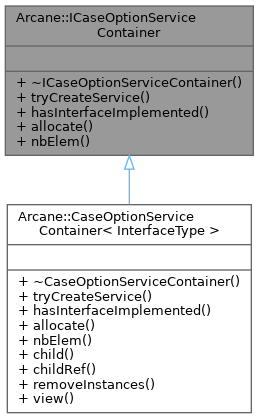 Arcane::ICaseOptionService
Container
+ ~ICaseOptionServiceContainer()
+ tryCreateService()
+ hasInterfaceImplemented()
+ allocate()
+ nbElem()
Arcane::CaseOptionService
Container< InterfaceType >
+ ~CaseOptionServiceContainer()
+ tryCreateService()
+ hasInterfaceImplemented()
+ allocate()
+ nbElem()
+ child()
+ childRef()
+ removeInstances()
+ view()